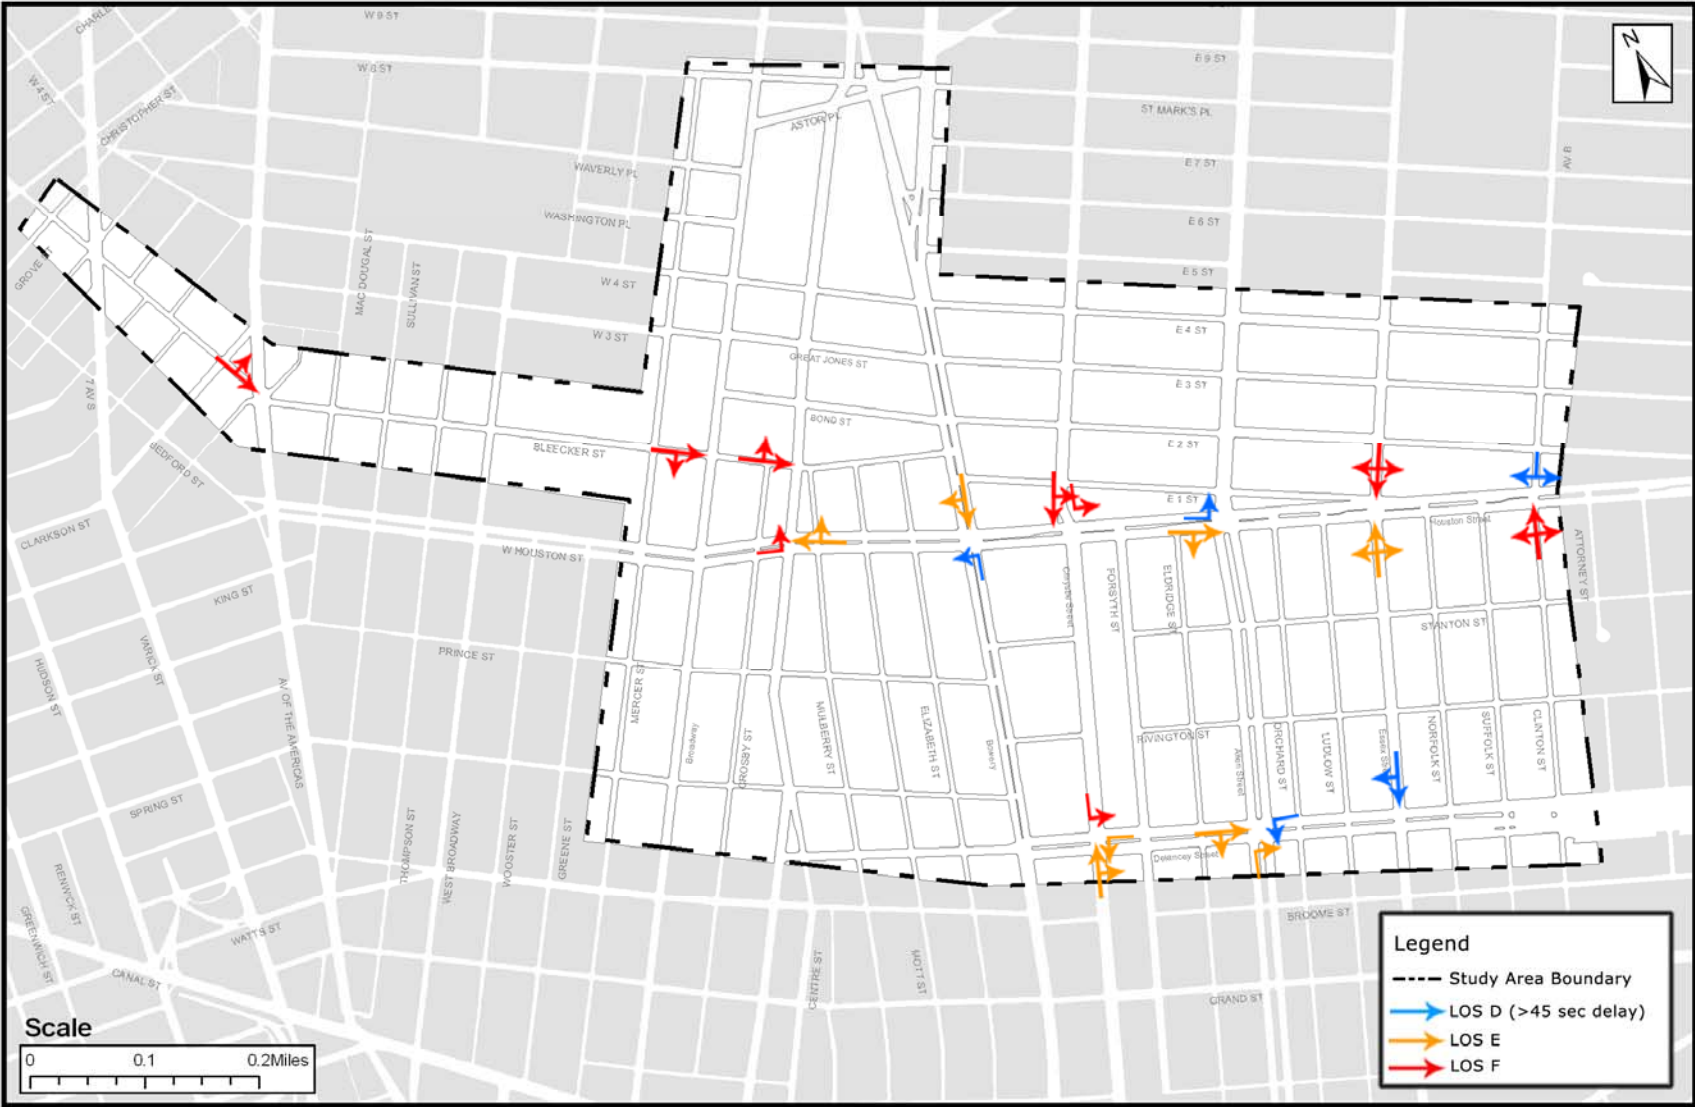 W 9 ST
W 4 ST
CHRISTOPHER ST
W 8 ST
E 9 ST
N
ST MARK'S PL
ASTOR PL
WAVERLY PL
E 7 ST
AV B
WASHINGTON PL
E 6 ST
GROVE ST
MAC DOUGAL ST
SULLIVAN ST
W 4 ST
E 5 ST
W 3 ST
E 4 ST
GREAT JONES ST
7 AV S
E 3 ST
BOND ST
BEDFORD ST
BLEECKER ST
E 2 ST
E 1 ST
Houston Street
CLARKSON ST
W HOUSTON ST
ATTORNEY ST
KING ST
Chrystie Street
FORSYTH ST
ELDRIDGE ST
STANTON ST
HUDSON ST
VARICK ST
PRINCE ST
AV OF THE AMERICAS
MERCER ST
Broadway
CROSBY ST
MULBERRY ST
ELIZABETH ST
Bowery
RIVINGTON ST
Allen Street
ORCHARD ST
LUDLOW ST
Essex Street
NORFOLK ST
SUFFOLK ST
CLINTON ST
SPRING ST
THOMPSON ST
WEST BROADWAY
WOOSTER ST
GREENE ST
Delancey Street
RENWICK ST
GREENWICH ST
WATTS ST
CANAL ST
CENTRE ST
MOTT ST
BROOME ST
GRAND ST
Legend
Study Area Boundary
LOS D (>45 sec delay)
LOS E
LOS F
Scale
0 0.1 0.2Miles